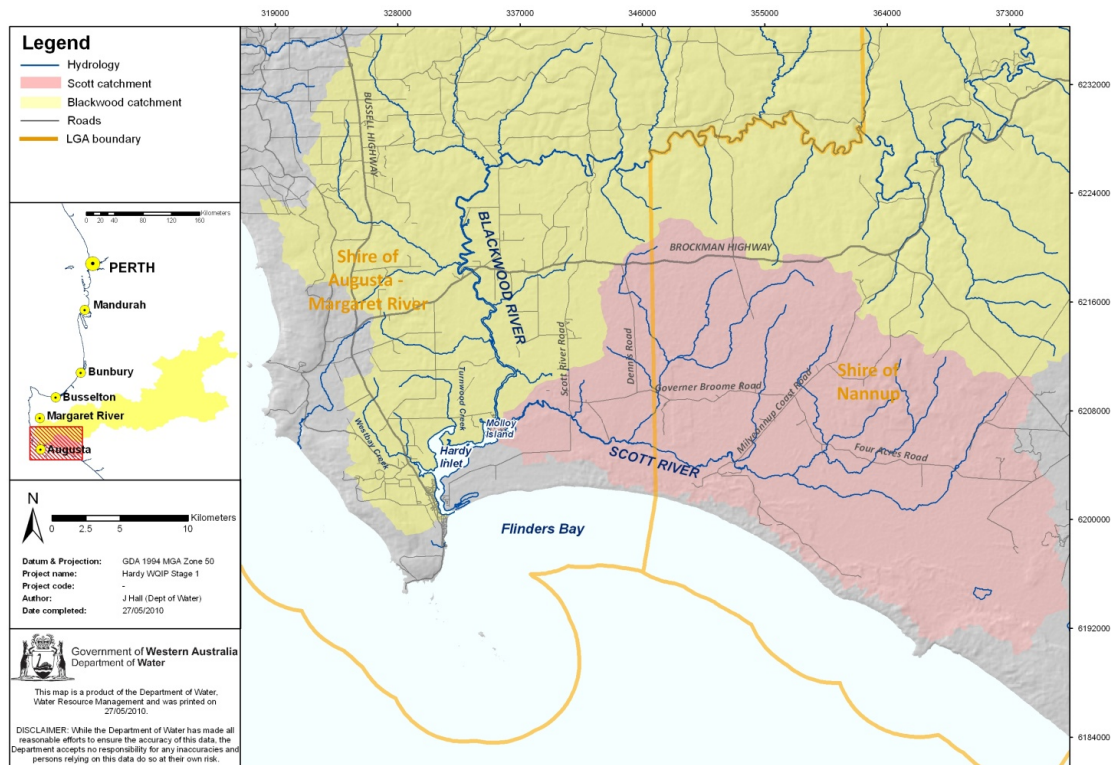 319000 328000 337000 346000 355000 364000 373000
Legend
Hydrology
Scott catchment
Blackwood catchment
Roads
LGA boundary
Kilometers
0 20 40 80 120 160
PERTH
Mandurah
Bunbury
Busselton
Margaret River
Augusta
N
Kilometers
0 2.5 5 10
Datum & Projection: GDA 1994 MGA Zone 50
Project name: Hardy WQIP Stage 1
Project code: -
Author: J Hall (Dept of Water)
Date completed: 27/05/2010
Government of Western Australia
Department of Water
This map is a product of the Department of Water,
Water Resource Management and was printed on
27/05/2010.
DISCLAIMER: While the Department of Water has made all
reasonable efforts to ensure the accuracy of this data, the
Department accepts no responsibility for any inaccuracies and
persons relying on this data do so at their own risk.
BUSSELL HIGHWAY
BLACKWOOD RIVER
BROCKMAN HIGHWAY
Shire of
Augusta -
Margaret River
Scott River Road
Dennis Road
Governer Broome Road
Milyeanhup Coast Road
Shire of
Nannup
Four Acres Road
Turnwood Creek
Westbay Creek
Molloy
Island
Hardy
Inlet
SCOTT RIVER
Flinders Bay
6232000
6224000
6216000
6208000
6200000
6192000
6184000